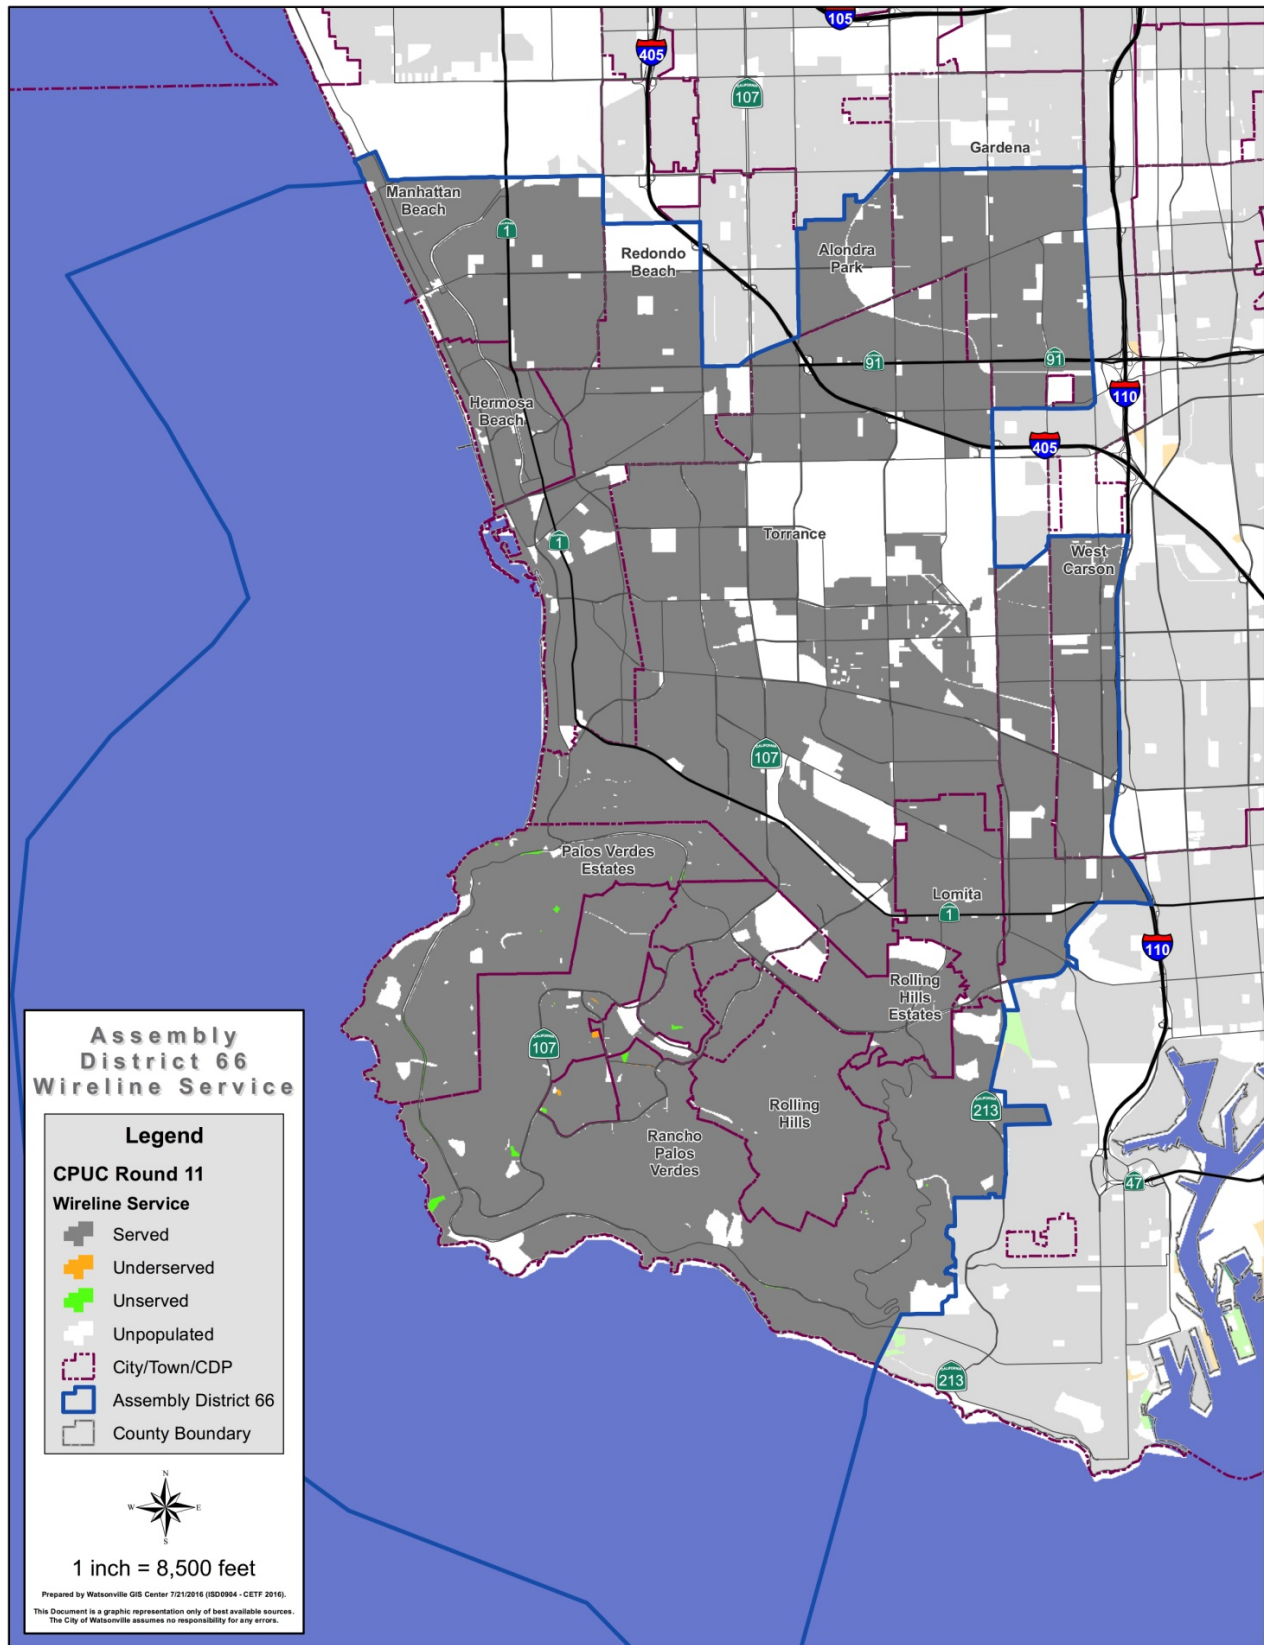 105
405
CALIFORNIA
107
Gardena
Manhattan
Beach
1
Redondo
Beach
Alondra
Park
91
91
110
Hermosa
Beach
405
1
Torrance
West
Carson
CALIFORNIA
107
Palos Verdes
Estates
Lomita
1
110
Rolling
Hills
Estates
CALIFORNIA
107
Rolling
Hills
CALIFORNIA
213
Rancho
Palos
Verdes
47
CALIFORNIA
213
Assembly
District 66
Wireline Service
Legend
CPUC Round 11
Wireline Service
Served
Underserved
Unserved
Unpopulated
City/Town/CDP
Assembly District 66
County Boundary
N
W E
S
1 inch = 8,500 feet
Prepared by Watsonville GIS Center 7/21/2016 (ISD0904 - CETF 2016).
This Document is a graphic representation only of best available sources.
The City of Watsonville assumes no responsibility for any errors.